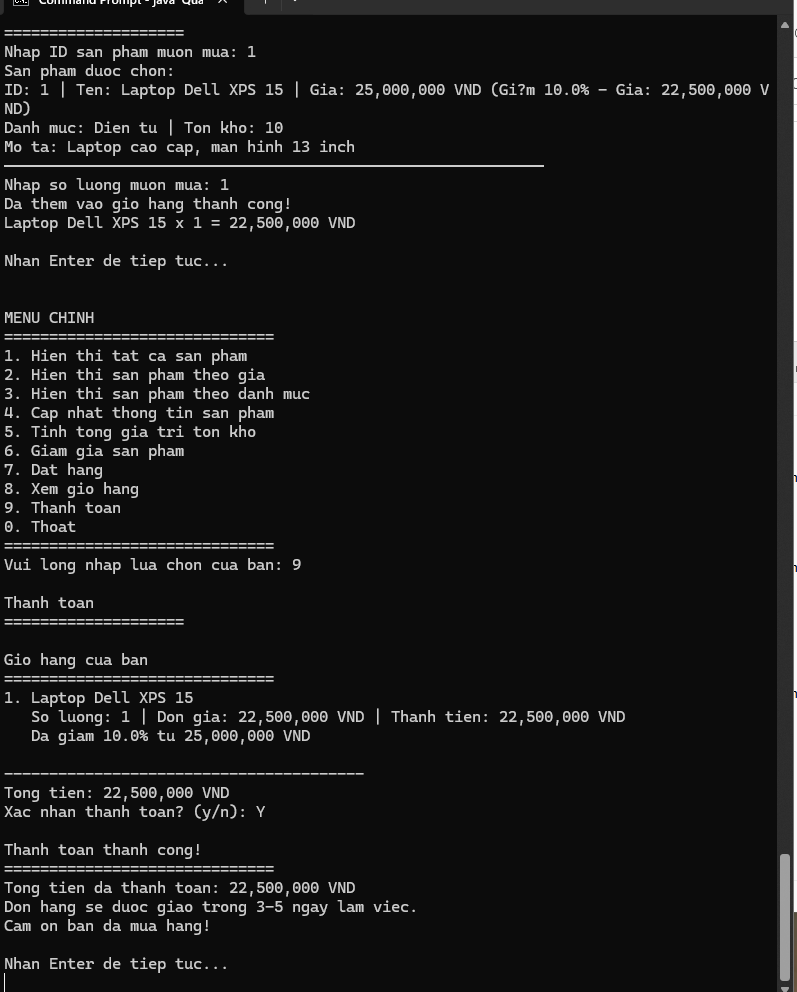 Command Prompt - java Qua
====================
Nhap ID san pham muon mua: 1
San pham duoc chon:
ID: 1 | Ten: Laptop Dell XPS 15 | Gia: 25,000,000 VND (Gi?m 10.0% - Gia: 22,500,000 V
ND)
Danh muc: Dien tu | Ton kho: 10
Mo ta: Laptop cao cap, man hinh 13 inch
____________________________________________________________
Nhap so luong muon mua: 1
Da them vao gio hang thanh cong!
Laptop Dell XPS 15 x 1 = 22,500,000 VND
Nhan Enter de tiep tuc...
MENU CHINH
==============================
1. Hien thi tat ca san pham
2. Hien thi san pham theo gia
3. Hien thi san pham theo danh muc
4. Cap nhat thong tin san pham
5. Tinh tong gia tri ton kho
6. Giam gia san pham
7. Dat hang
8. Xem gio hang
9. Thanh toan
0. Thoat
==============================
Vui long nhap lua chon cua ban: 9
Thanh toan
====================
Gio hang cua ban
==============================
1. Laptop Dell XPS 15
So luong: 1 | Don gia: 22,500,000 VND | Thanh tien: 22,500,000 VND
Da giam 10.0% tu 25,000,000 VND
----------------------------------------
Tong tien: 22,500,000 VND
Xac nhan thanh toan? (y/n): Y
Thanh toan thanh cong!
==============================
Tong tien da thanh toan: 22,500,000 VND
Don hang se duoc giao trong 3-5 ngay lam viec.
Cam on ban da mua hang!
Nhan Enter de tiep tuc...